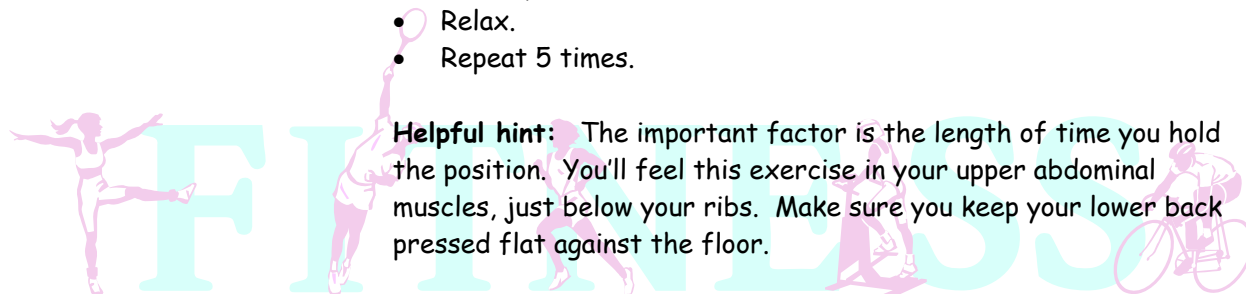 • Relax.
• Repeat 5 times.
Helpful hint: The important factor is the length of time you hold
the position. You'll feel this exercise in your upper abdominal
muscles, just below your ribs. Make sure you keep your lower back
pressed flat against the floor.
FITNESS